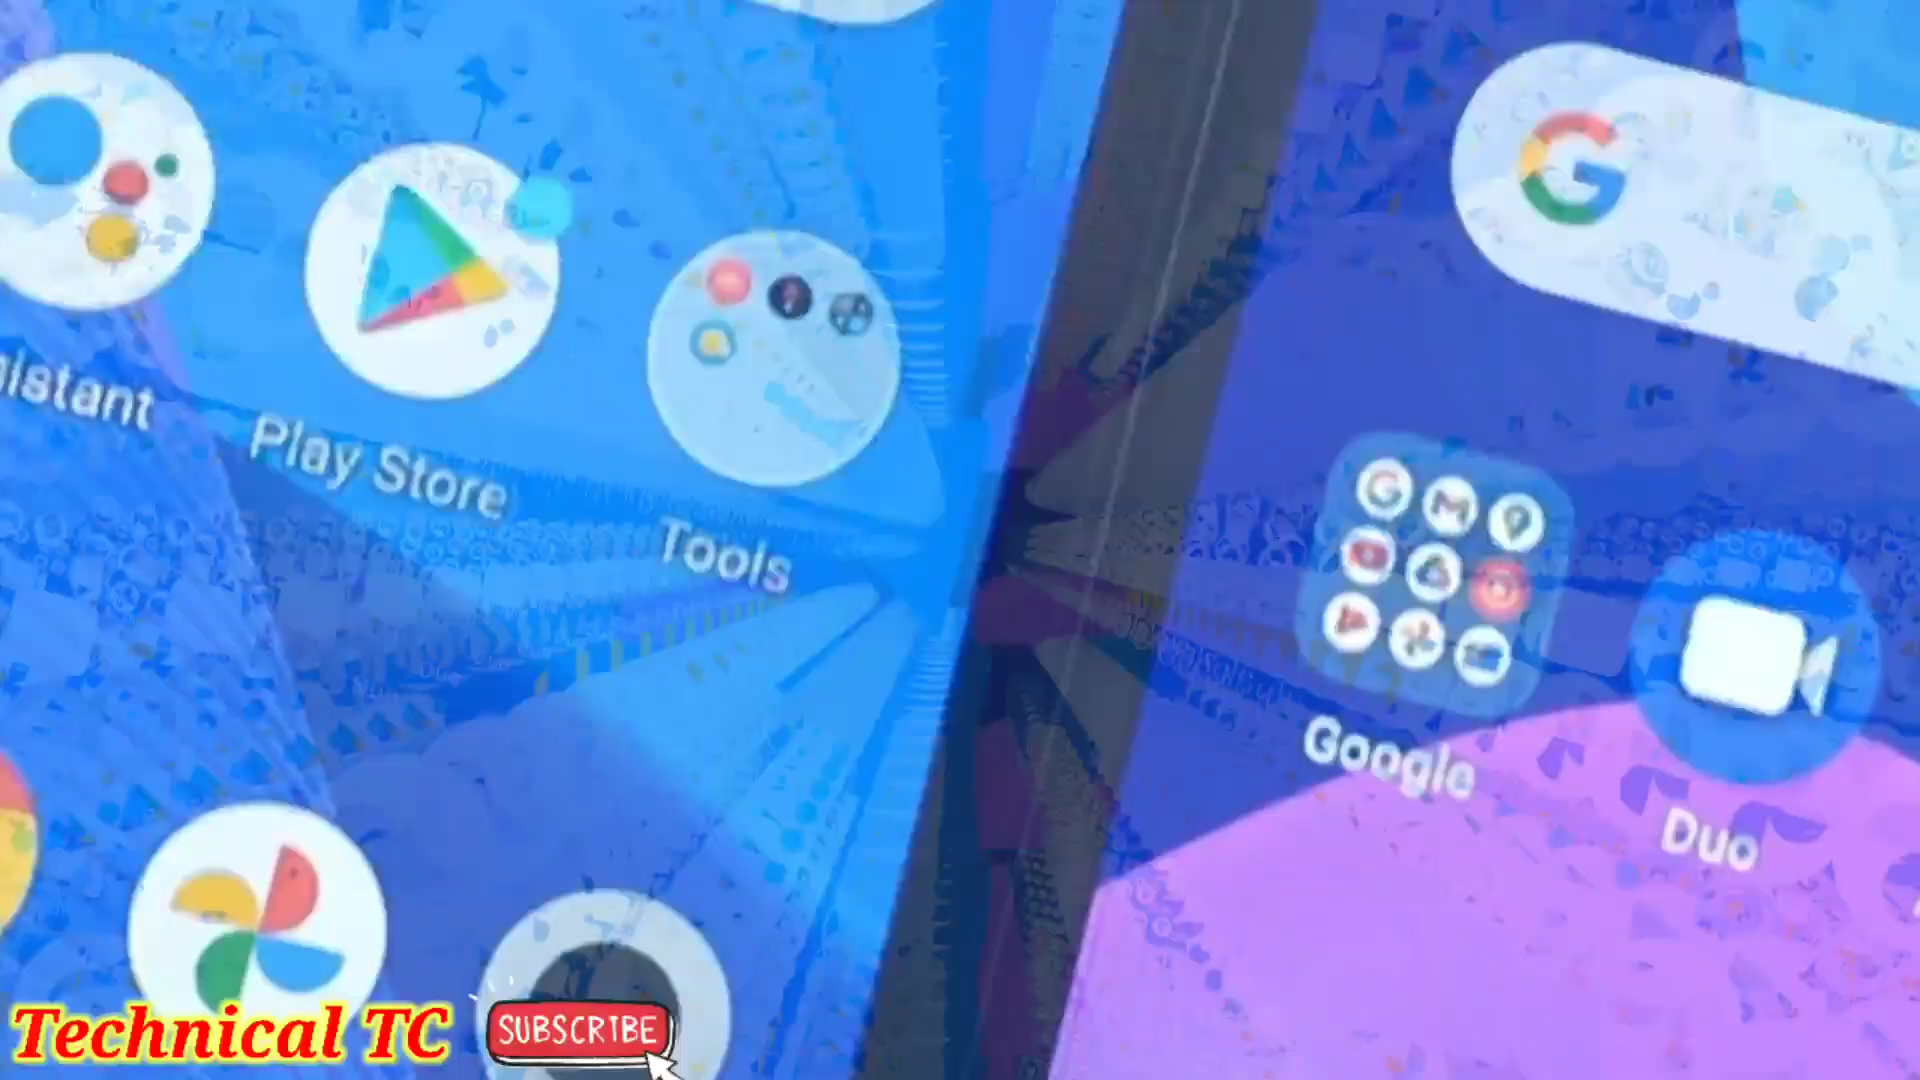 istant
Play Store
Tools
Google
Duo
Technical TC
SUBSCRIBE